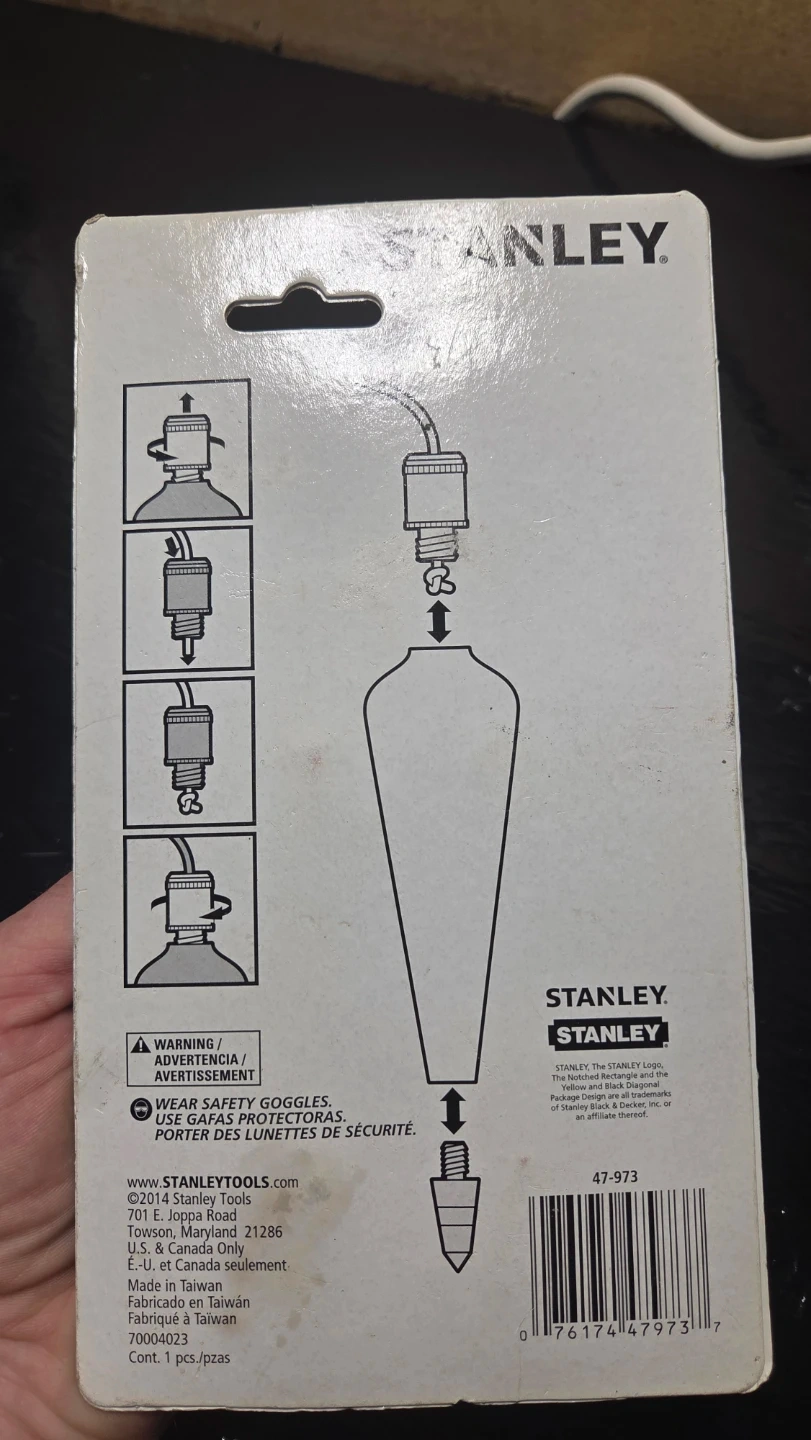 STANLEY®
WARNING /
ADVERTENCIA /
AVERTISSEMENT
WEAR SAFETY GOGGLES.
USE GAFAS PROTECTORAS.
PORTER DES LUNETTES DE SÉCURITÉ.
www.STANLEYTOOLS.com
©2014 Stanley Tools
701 E. Joppa Road
Towson, Maryland 21286
U.S. & Canada Only
É.-U. et Canada seulement
Made in Taiwan
Fabricado en Taiwán
Fabriqué à Taïwan
70004023
Cont. 1 pcs./pzas
STANLEY®
STANLEY®
STANLEY, The STANLEY Logo,
The Notched Rectangle and the
Yellow and Black Diagonal
Package Design are all trademarks
of Stanley Black & Decker, Inc. or
an affiliate thereof.
47-973
0 76174 47973 7